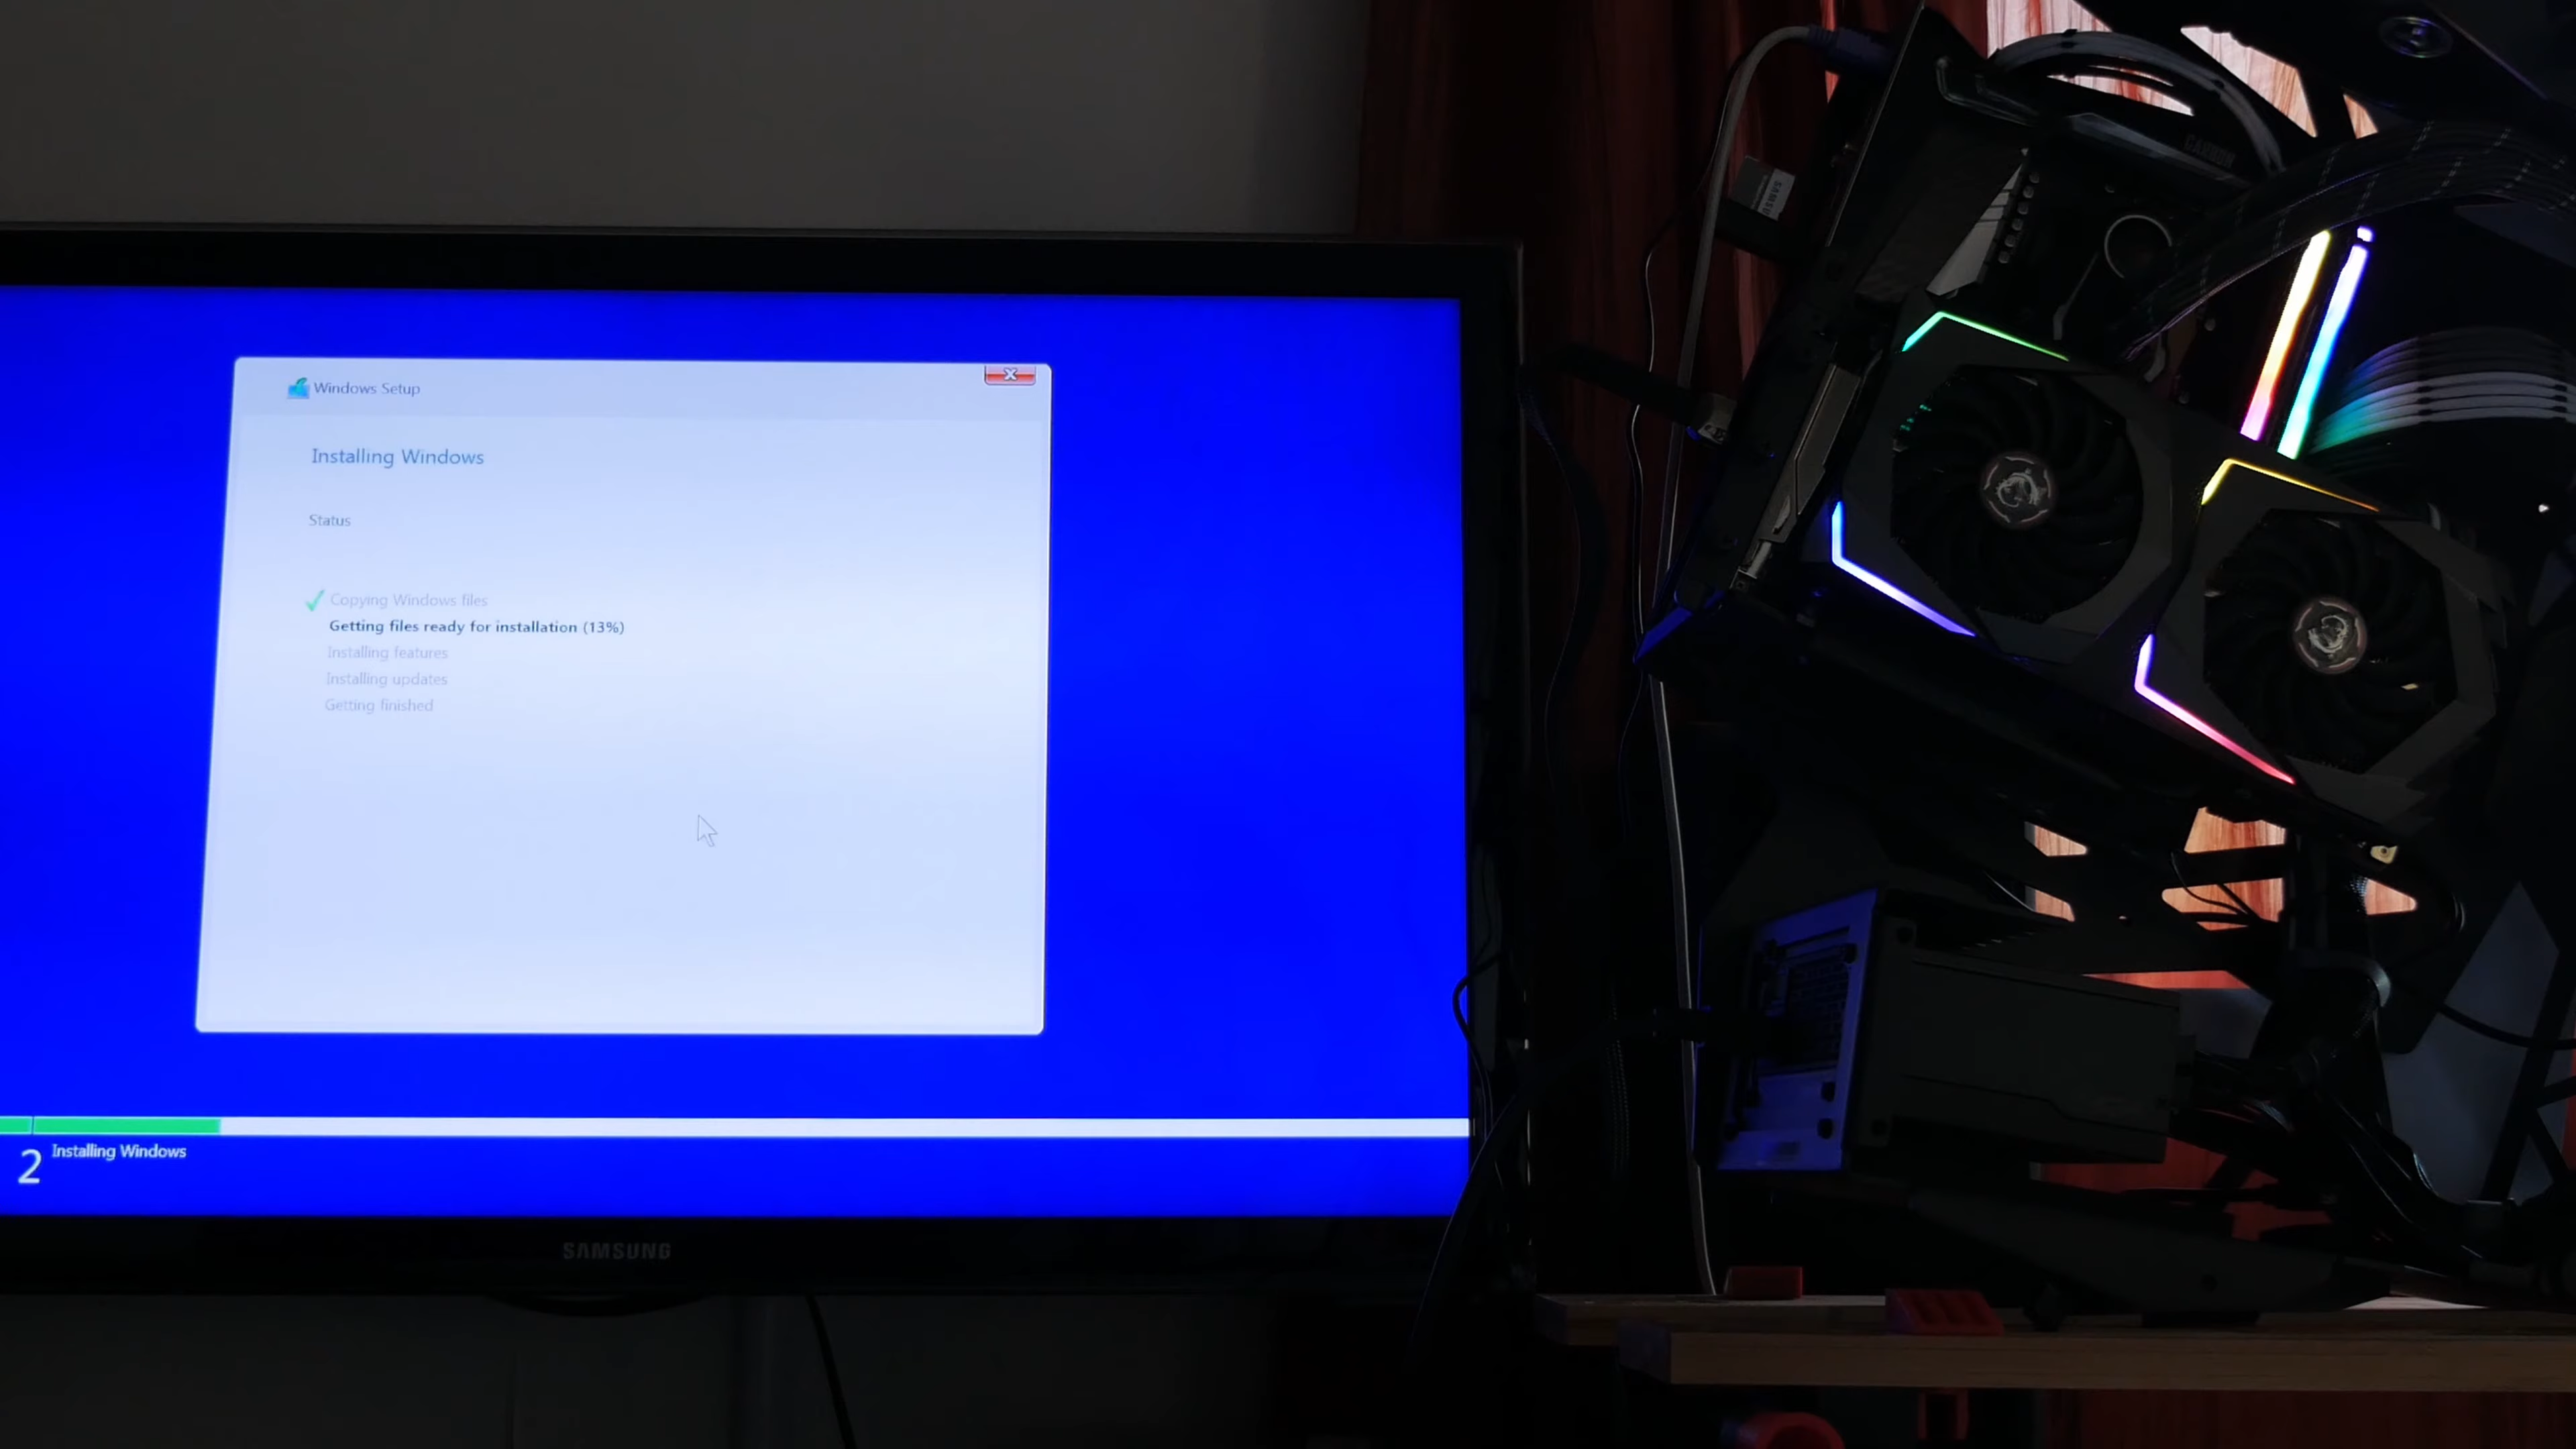 Windows Setup
Installing Windows
Status
Copying Windows files
Getting files ready for installation (13%)
Installing features
Installing updates
Getting finished
2 Installing Windows
SAMSUNG
CARBON